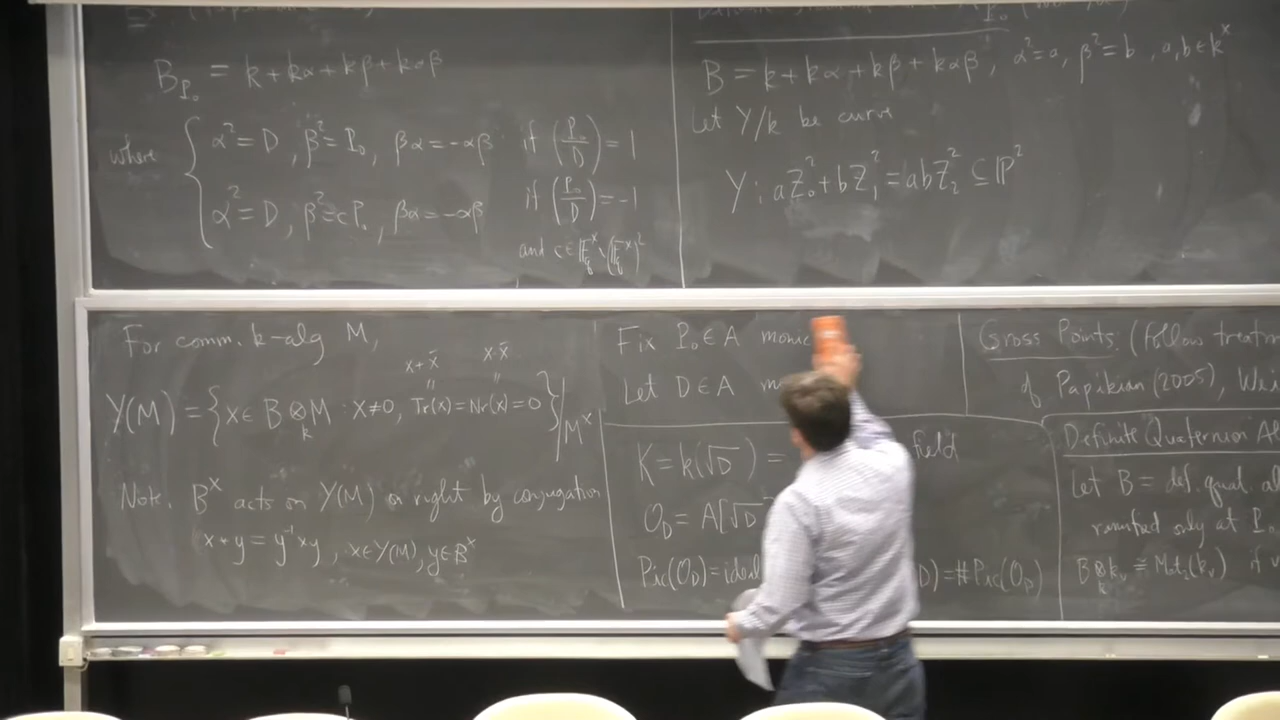 B_{P_0} = k + kα + kβ + kαβ
where
α² = D, β² = P_0, βα = -αβ if (P_0/D) = 1
α² = D, β² = cP_0, βα = -αβ if (P_0/D) = -1
and c ∈ F_q^× \ (F_q^×)²
B = k + kα + kβ + kαβ, α² = a, β² = b, a, b ∈ k^×
Let Y/k be curve
Y: aZ_0² + bZ_1² = abZ_2² ⊆ P²
For comm. k-alg M,
x + x̄ x·x̄
Y(M) = {x ∈ B ⊗_k M : x ≠ 0, Tr(x) = Nr(x) = 0}/M^×
Note. B^× acts on Y(M) on right by conjugation
x * y = y^{-1}xy, x ∈ Y(M), y ∈ B^×
Fix P_0 ∈ A monic
Let D ∈ A
K = k(√D) = field
O_D = A[√D
Pic(O_D) = ideal D) = #Pic(O_D)
Gross Points (Follow
of Papikian (2005),
Definite Quaternion
Let B = def. quat. al
ramified only at P_0
B ⊗_k k_v ≅ Mat_2(k_v) if